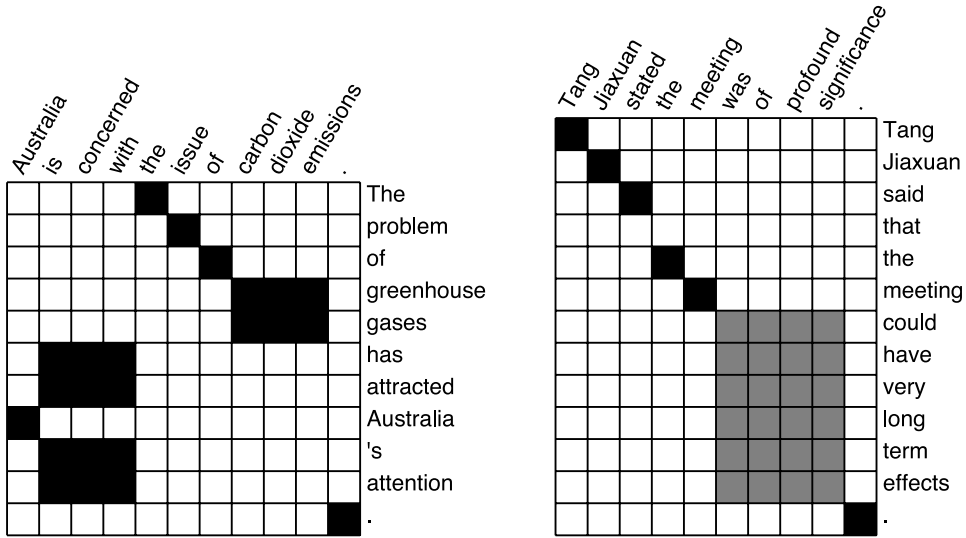 Australia
is
concerned
with
the
issue
of
carbon
dioxide
emissions
.
The
problem
of
greenhouse
gases
has
attracted
Australia
's
attention
.
Tang
Jiaxuan
stated
the
meeting
was
of
profound
significance
.
Tang
Jiaxuan
said
that
the
meeting
could
have
very
long
term
effects
.